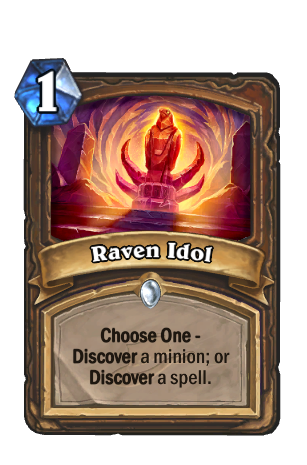 1
Raven Idol
Choose One -
Discover a minion; or
Discover a spell.